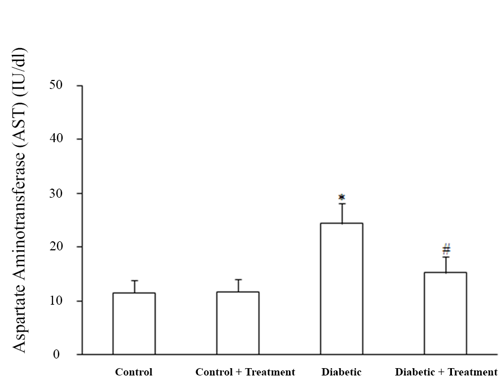 Aspartate Aminotransferase (AST) (IU/dl)
50
40
30
20
10
0
*
#
Control
Control + Treatment
Diabetic
Diabetic + Treatment